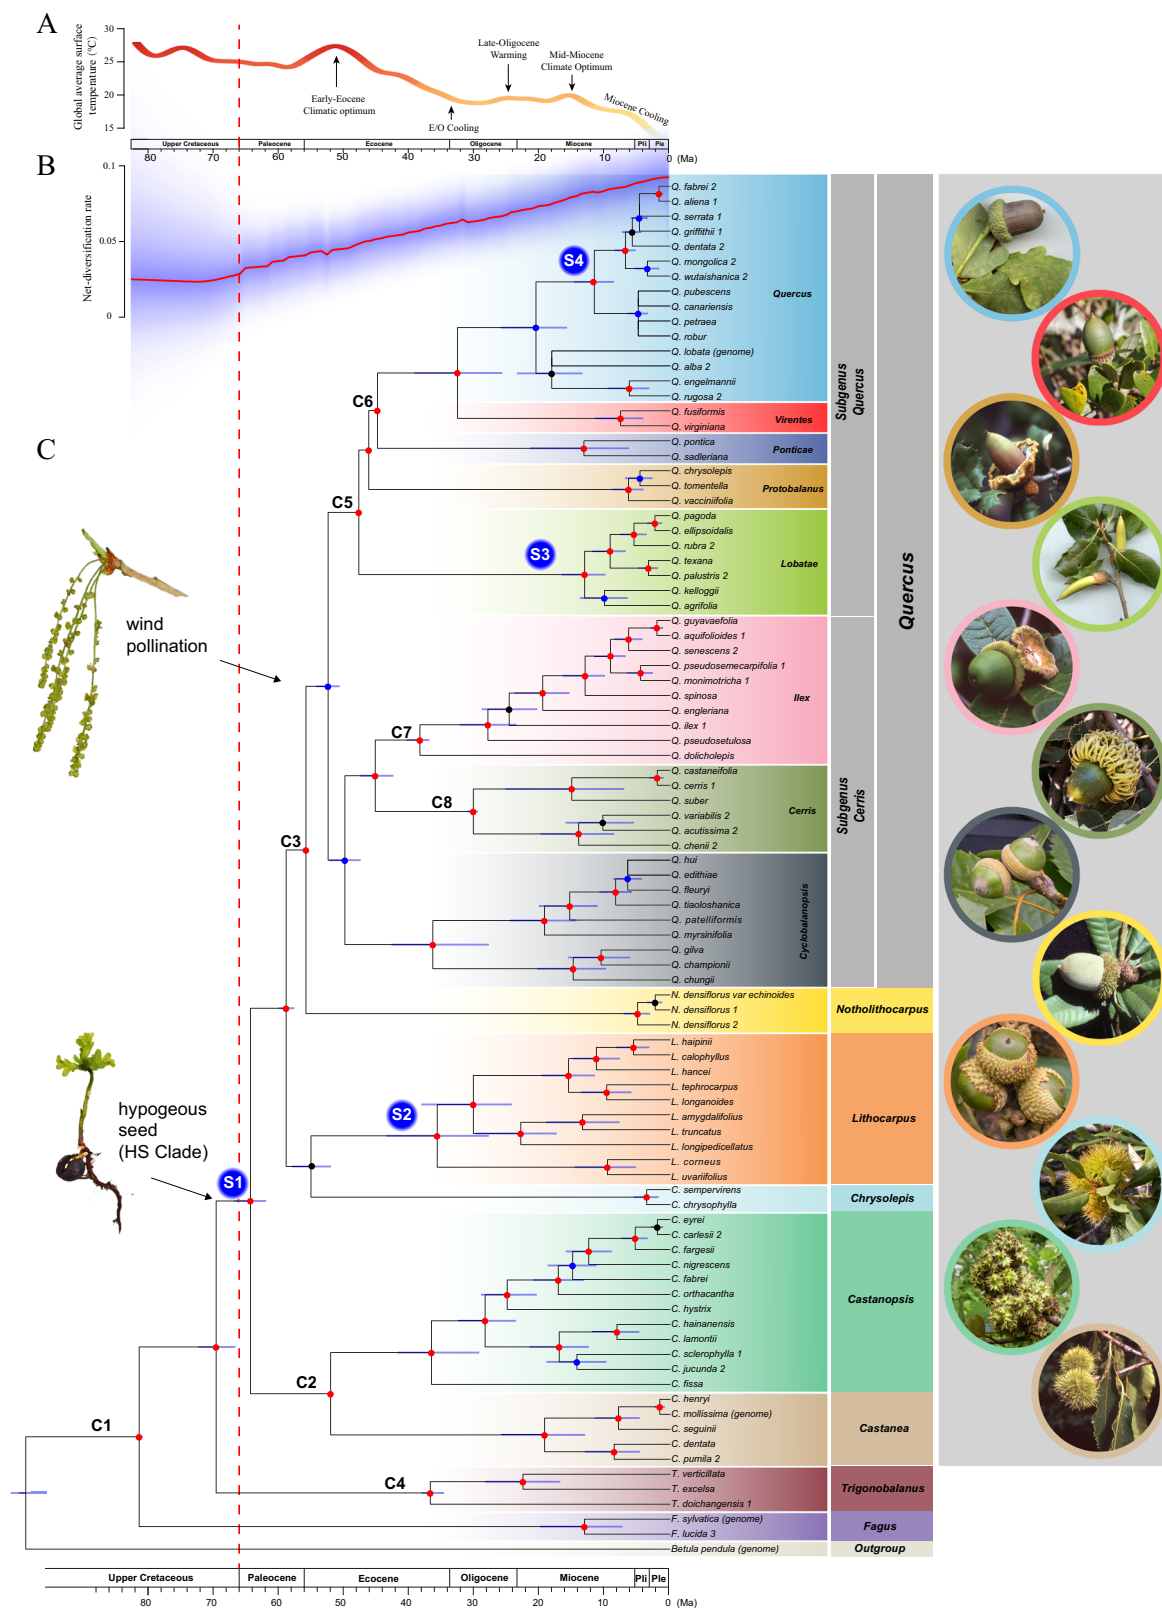 A
Global average surface
temperature (°C)
30
25
20
15
Early-Eocene
Climatic optimum
E/O Cooling
Late-Oligocene
Warming
Mid-Miocene
Climate Optimum
Miocene Cooling
Upper Cretaceous Paleocene Eocene Oligocene Miocene Pli Ple
80 70 60 50 40 30 20 10 0 (Ma)
B
Net-diversification rate
0.1
0.05
0
C
wind
pollination
hypogeous
seed
(HS Clade)
S1
S2
S3
S4
C1
C2
C3
C4
C5
C6
C7
C8
Q. fabrei 2
Q. aliena 1
Q. serrata 1
Q. griffithii 1
Q. dentata 2
Q. mongolica 2
Q. wutaishanica 2
Q. pubescens
Q. canariensis
Q. petraea
Q. robur
Q. lobata (genome)
Q. alba 2
Q. engelmannii
Q. rugosa 2
Quercus
Q. fusiformis
Q. virginiana
Virentes
Q. pontica
Q. sadleriana
Ponticae
Q. chrysolepis
Q. tomentella
Q. vacciniifolia
Protobalanus
Q. pagoda
Q. ellipsoidalis
Q. rubra 2
Q. texana
Q. palustris 2
Q. kelloggii
Q. agrifolia
Lobatae
Q. guyavaefolia
Q. aquifolioides 1
Q. senescens 2
Q. pseudosemecarpifolia 1
Q. monimotricha 1
Q. spinosa
Q. engleriana
Q. ilex 1
Q. pseudosetulosa
Q. dolicholepis
Ilex
Q. castaneifolia
Q. cerris 1
Q. suber
Q. variabilis 2
Q. acutissima 2
Q. chenii 2
Cerris
Q. hui
Q. edithiae
Q. fleuryi
Q. tiaoloshanica
Q. patelliformis
Q. myrsinifolia
Q. gilva
Q. championii
Q. chungii
Cyclobalanopsis
Subgenus
Quercus
Subgenus
Cerris
Quercus
N. densiflorus var echinoides
N. densiflorus 1
N. densiflorus 2
Notholithocarpus
L. haipinii
L. calophyllus
L. hancei
L. tephrocarpus
L. longanoides
L. amygdalifolius
L. truncatus
L. longipedicellatus
L. corneus
L. uvariifolius
Lithocarpus
C. sempervirens
C. chrysophylla
Chrysolepis
C. eyrei
C. carlesii 2
C. fargesii
C. nigrescens
C. fabrei
C. orthacantha
C. hystrix
C. hainanensis
C. lamontii
C. sclerophylla 1
C. jucunda 2
C. fissa
Castanopsis
C. henryi
C. mollissima (genome)
C. seguinii
C. dentata
C. pumila 2
Castanea
T. verticillata
T. excelsa
T. doichangensis 1
Trigonobalanus
F. sylvatica (genome)
F. lucida 3
Fagus
Betula pendula (genome)
Outgroup
Upper Cretaceous Paleocene Ecocene Oligocene Miocene Pli Ple
80 70 60 50 40 30 20 10 0 (Ma)